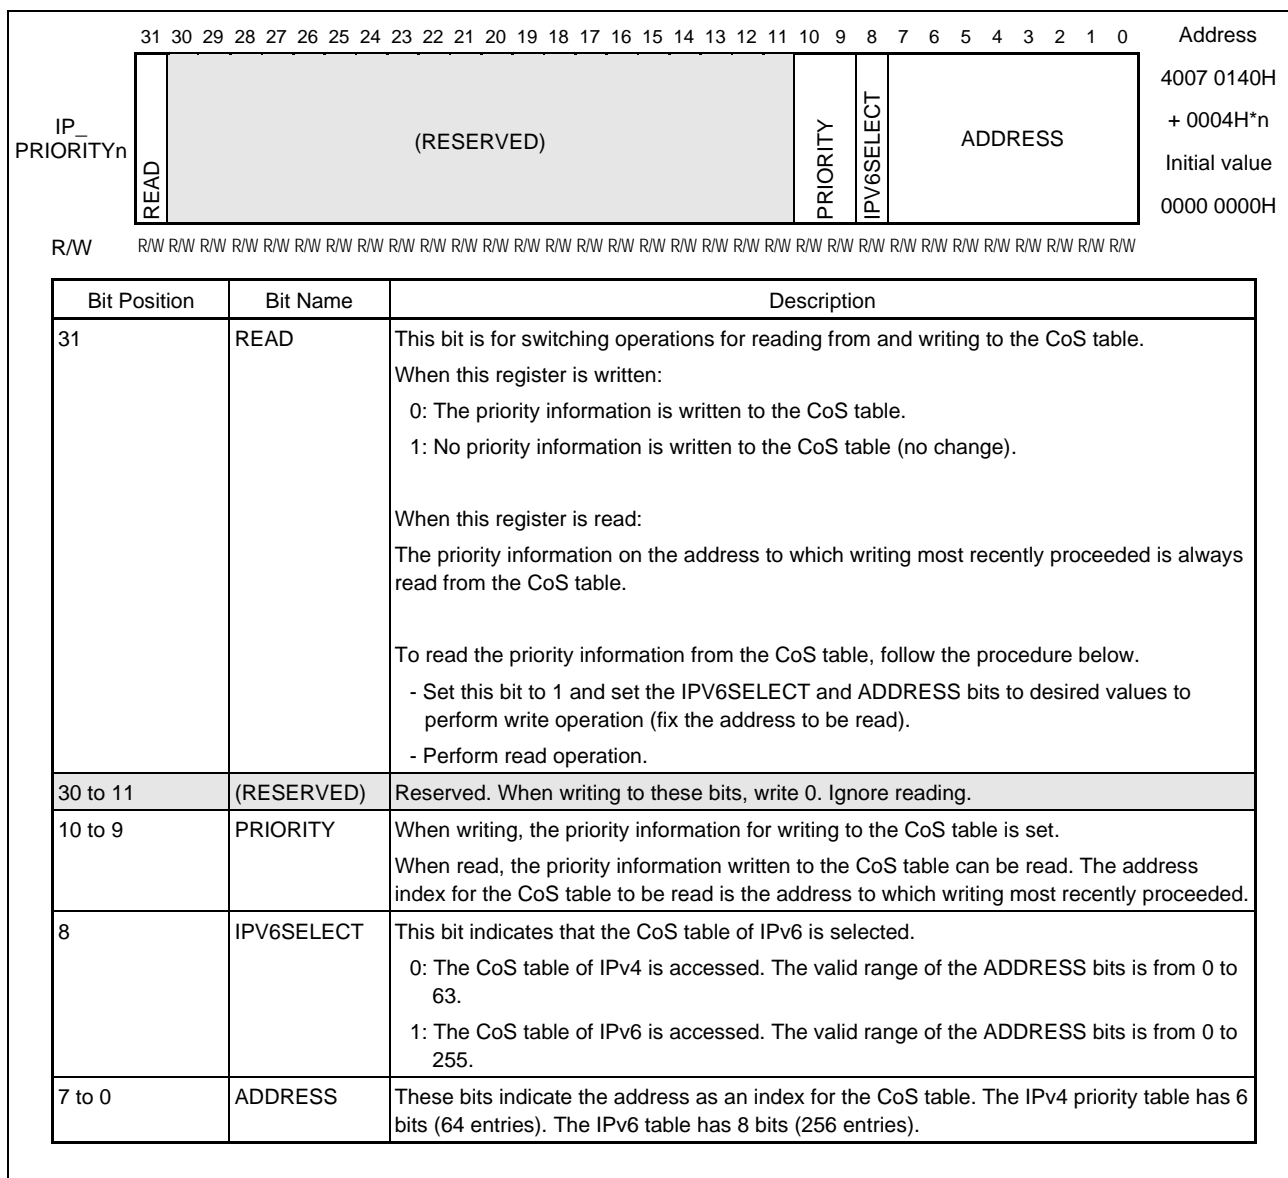 31 30 29 28 27 26 25 24 23 22 21 20 19 18 17 16 15 14 13 12 11 10 9 8 7 6 5 4 3 2 1 0 Address
4007 0140H
IP_
PRIORITYn
READ
(RESERVED)
PRIORITY
IPV6SELECT
ADDRESS
+ 0004H*n
Initial value
0000 0000H
R/W R/W R/W R/W R/W R/W R/W R/W R/W R/W R/W R/W R/W R/W R/W R/W R/W R/W R/W R/W R/W R/W R/W R/W R/W R/W R/W R/W R/W R/W R/W R/W R/W
Bit Position Bit Name Description
31 READ This bit is for switching operations for reading from and writing to the CoS table.
When this register is written:
0: The priority information is written to the CoS table.
1: No priority information is written to the CoS table (no change).
When this register is read:
The priority information on the address to which writing most recently proceeded is always
read from the CoS table.
To read the priority information from the CoS table, follow the procedure below.
- Set this bit to 1 and set the IPV6SELECT and ADDRESS bits to desired values to
perform write operation (fix the address to be read).
- Perform read operation.
30 to 11 (RESERVED) Reserved. When writing to these bits, write 0. Ignore reading.
10 to 9 PRIORITY When writing, the priority information for writing to the CoS table is set.
When read, the priority information written to the CoS table can be read. The address
index for the CoS table to be read is the address to which writing most recently proceeded.
8 IPV6SELECT This bit indicates that the CoS table of IPv6 is selected.
0: The CoS table of IPv4 is accessed. The valid range of the ADDRESS bits is from 0 to
63.
1: The CoS table of IPv6 is accessed. The valid range of the ADDRESS bits is from 0 to
255.
7 to 0 ADDRESS These bits indicate the address as an index for the CoS table. The IPv4 priority table has 6
bits (64 entries). The IPv6 table has 8 bits (256 entries).